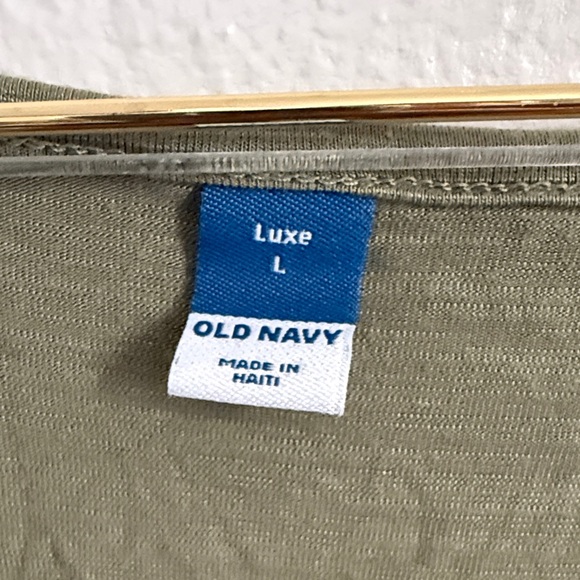 Luxe
L
OLD NAVY
MADE IN
HAITI